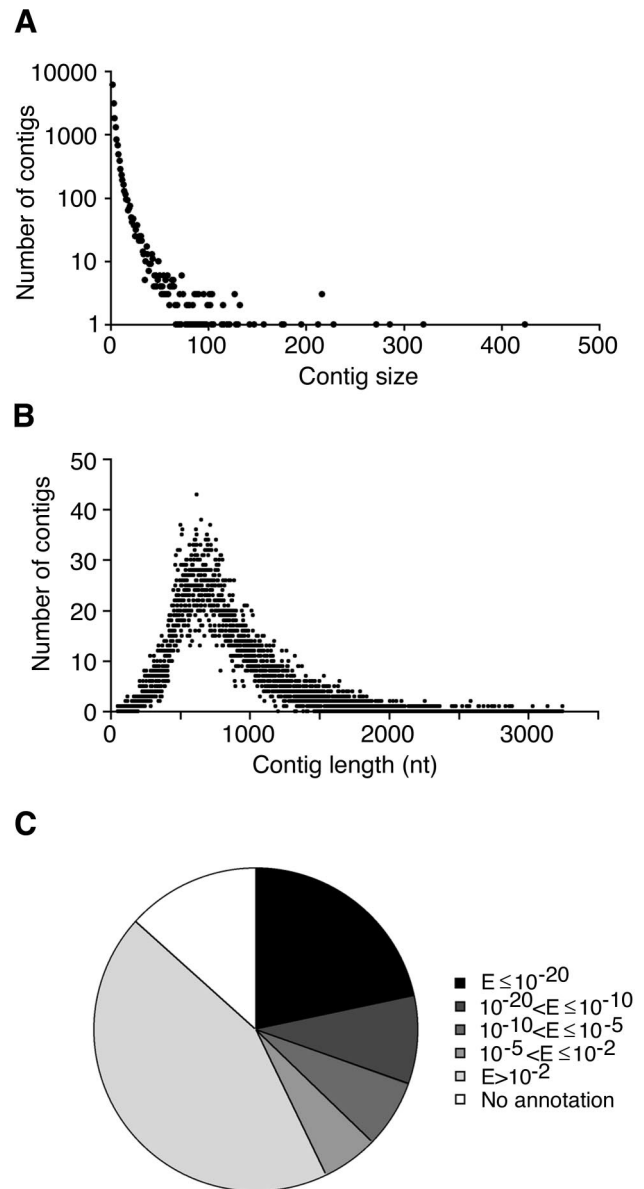 A
10000
1000
100
10
1
Number of contigs
0 100 200 300 400 500
Contig size
B
50
40
30
20
10
0
Number of contigs
0 1000 2000 3000
Contig length (nt)
C
E≤10-20
10-20<E≤10-10
10-10<E≤10-5
10-5<E≤10-2
E>10-2
No annotation